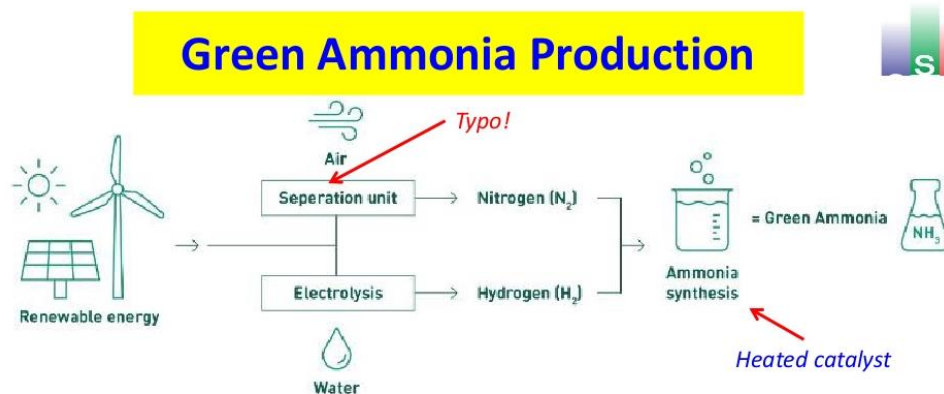 Green Ammonia Production
S
Typo!
Air
Seperation unit
Nitrogen (N₂)
= Green Ammonia
NH₃
Electrolysis
Hydrogen (H₂)
Ammonia
synthesis
Renewable energy
Heated catalyst
Water